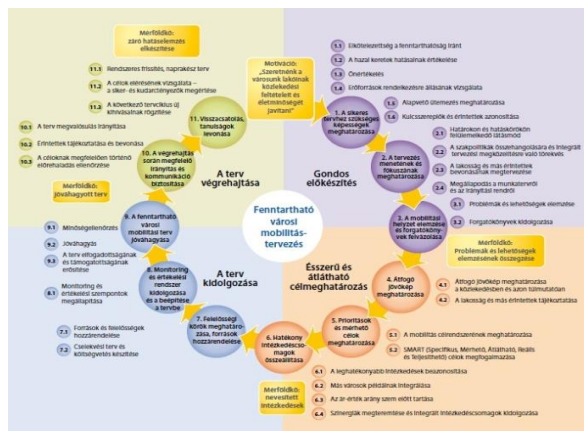 Mérföldkő:
záró hatáselemzés
elkészítése
11.1 Rendszeres frissítés, naprakész terv
11.2 A célok elérésének vizsgálata –
a siker- és kudarctényezők megértése
11.3 A következő tervciklus új
kihívásainak rögzítése
Motiváció:
„Szeretnénk a
városunk lakóinak
közlekedési
feltételeit és
életminőségét
javítani”
1.1 Elkötelezettség a fenntarthatóság iránt
1.2 A hazai keretek hatásainak értékelése
1.3 Önértékelés
1.4 Erőforrások rendelkezésre állásának vizsgálata
1.5 Alapvető ütemezés meghatározása
1.6 Kulcsszereplők és érintettek azonosítása
1. A sikeres
tervhez szükséges
képességek
meghatározása
2.1 Határokon és hatáskörökön
felülemelkedő látásmód
2.2 A szakpolitikák összehangolására és integrált
tervezési megközelítésre való törekvés
2.3 A lakosság és más érintettek
bevonásának megtervezése
2.4 Megállapodás a munkatervről
és az irányítási rendről
2. A tervezés
menetének és
fókuszának
meghatározása
3.1 Problémák és lehetőségek elemzése
3.2 Forgatókönyvek kidolgozása
3. A mobilitási
helyzet elemzése és
forgatókönyvek
felvázolása
Mérföldkő:
Problémák és lehetőségek
elemzésének összegzése
Gondos
előkészítés
11. Visszacsatolás,
tanulságok
levonása
10. A végrehajtás
során megfelelő
irányítás és
kommunikáció
biztosítása
A terv
végrehajtása
10.1 A terv megvalósulás irányítása
10.2 Érintettek tájékoztatása és bevonása
10.3 A céloknak megfelelően történő
előrehaladás ellenőrzése
Mérföldkő:
jóváhagyott terv
Fenntartható
városi
mobilitás-
tervezés
9. A fenntartható
városi
mobilitási terv
jóváhagyása
9.1 Minőségellenőrzés
9.2 Jóváhagyás
9.3 A terv elfogadottságának
és támogatottságának
erősítése
8. Monitoring
és értékelési
rendszer
kidolgozása
és a beépítése
a tervbe
8.1 Monitoring és
értékelési szempontok
megállapítása
A terv
kidolgozása
7. Felelősségi
körök meghatáro-
zása, források
hozzárendelése
7.1 Források és felelősségek
hozzárendelése
7.2 Cselekvési terv és
költségvetés készítése
Ésszerű és
átlátható
célmeghatározás
4. Átfogó
jövőkép
meghatározása
4.1 Átfogó jövőkép meghatározása
a közlekedésben és azon túlmutatóan
4.2 A lakosság és más érintettek tájékoztatása
5. Prioritások
és mérhető
célok
meghatározása
5.1 A mobilitás célrendszerének meghatározása
5.2 SMART (Specifikus, Mérhető, Átlátható, Reális
és Teljesíthető) célok megfogalmazása
6. Hatékony
intézkedéscso-
magok
összeállítása
6.1 A leghatékonyabb intézkedések beazonosítása
6.2 Más városok példáinak integrálása
6.3 Az ár-érték arány szem előtt tartása
6.4 Szinergiák megteremtése és integrált intézkedéscsomagok kidolgozása
Mérföldkő:
nevesített
intézkedések